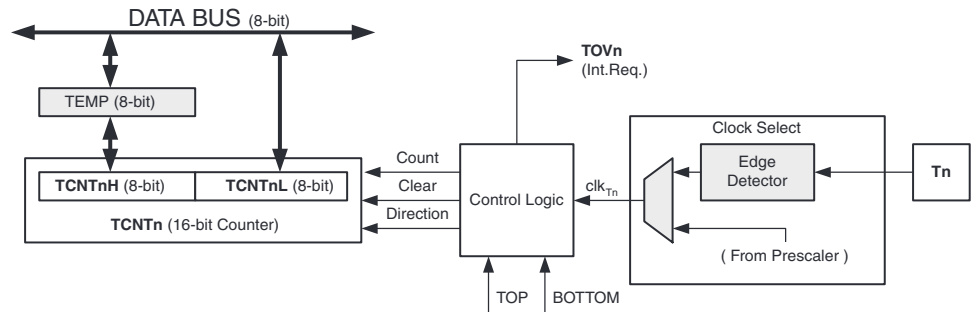 DATA BUS (8-bit)
TOVn
(Int.Req.)
TEMP (8-bit)
Clock Select
Count
Edge
Detector
Tn
TCNTnH (8-bit)
TCNTnL (8-bit)
Clear
Control Logic
clkTn
TCNTn (16-bit Counter)
Direction
( From Prescaler )
TOP
BOTTOM